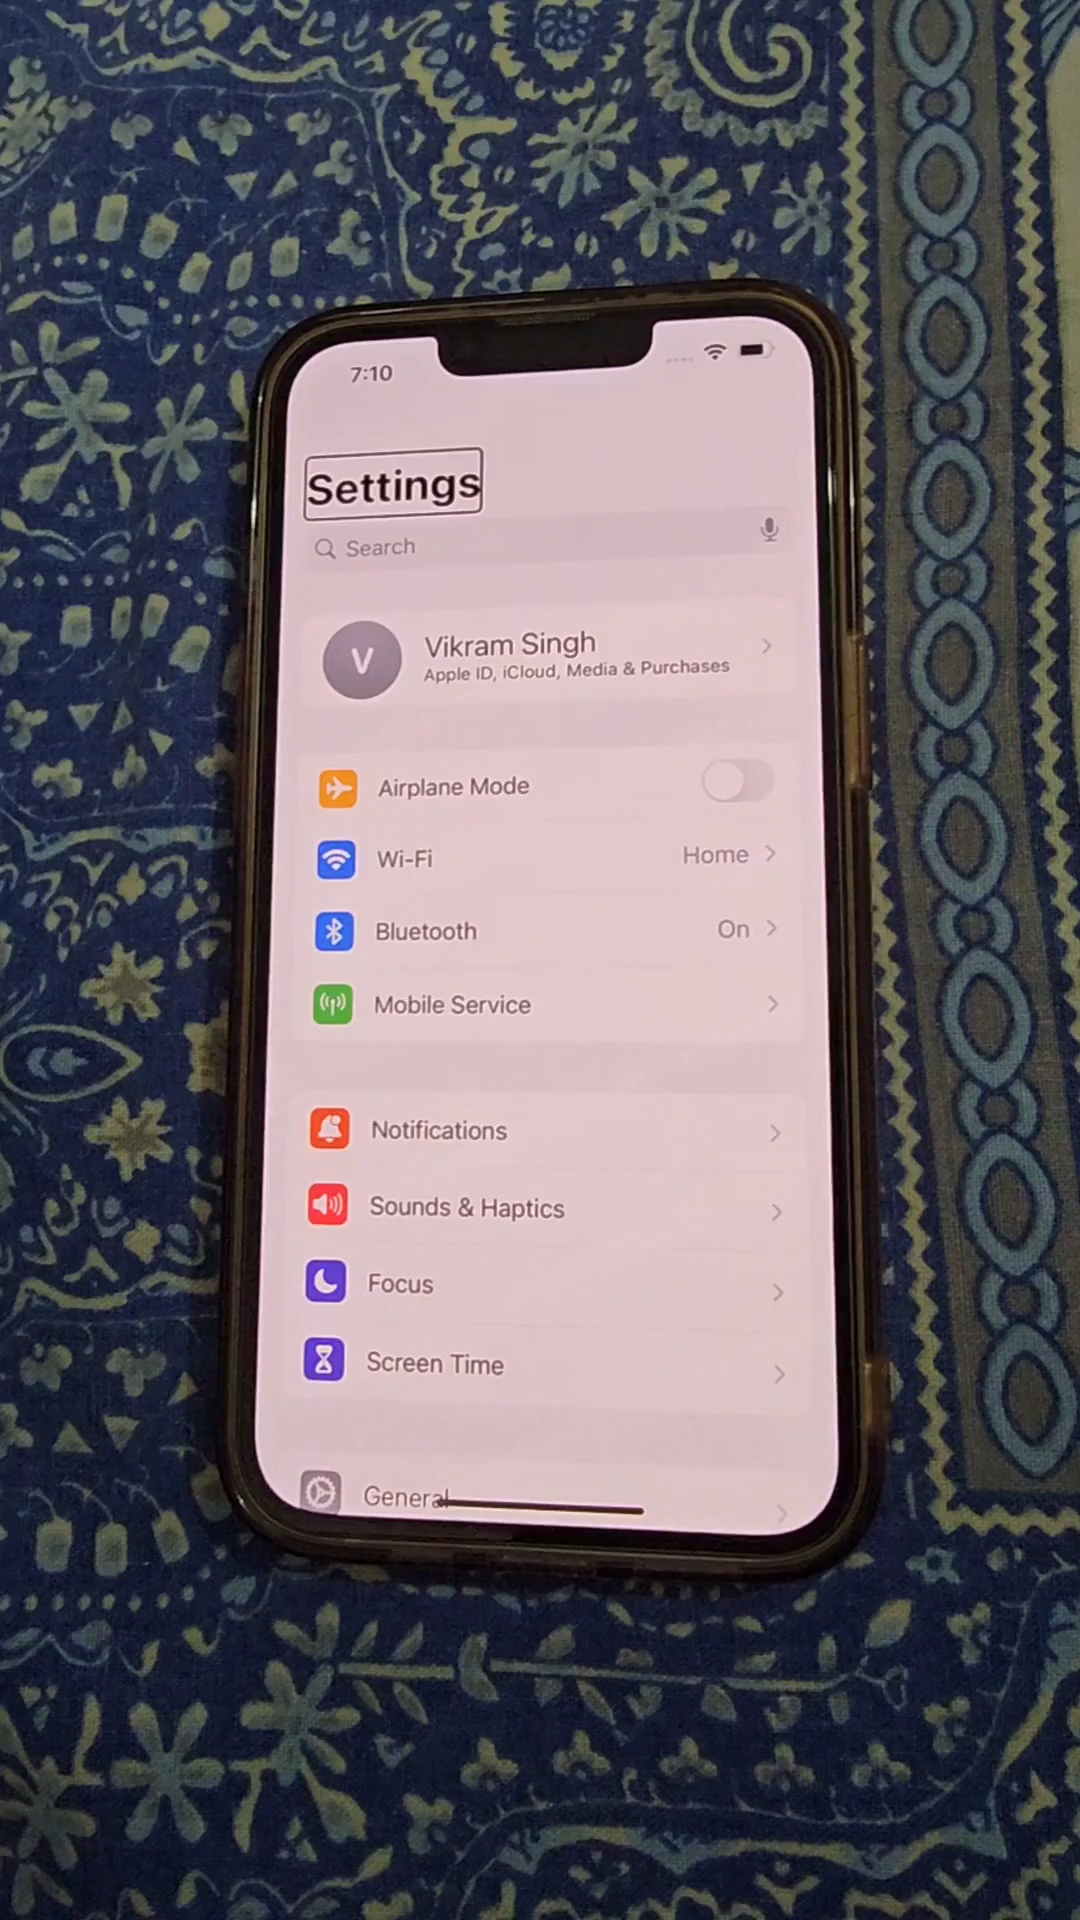 7:10
Settings
Search
V
Vikram Singh
Apple ID, iCloud, Media & Purchases
Airplane Mode
Wi-Fi Home
Bluetooth On
Mobile Service
Notifications
Sounds & Haptics
Focus
Screen Time
General